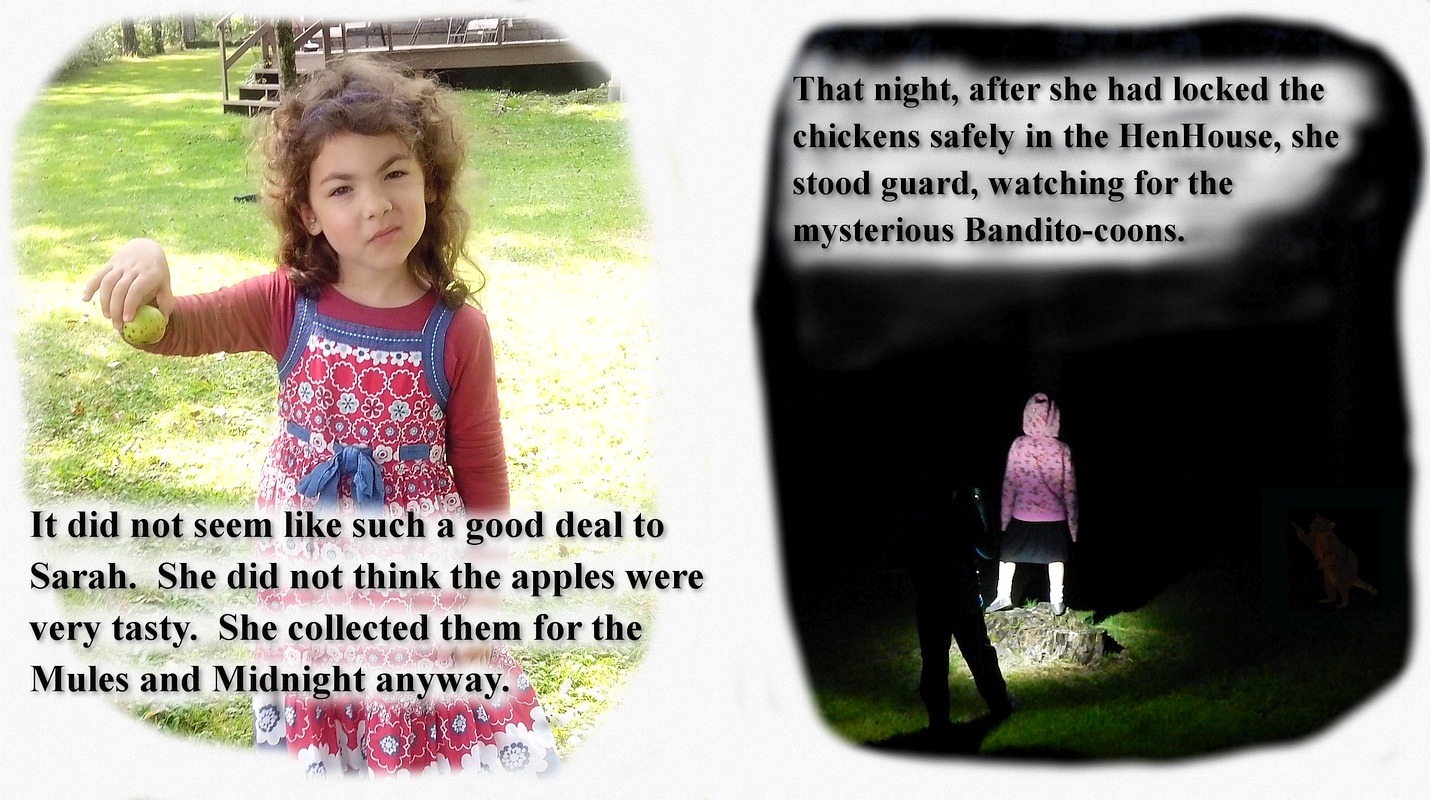 It did not seem like such a good deal to
Sarah.  She did not think the apples were
very tasty.  She collected them for the
Mules and Midnight anyway.
That night, after she had locked the
chickens safely in the HenHouse, she
stood guard, watching for the
mysterious Bandito-coons.